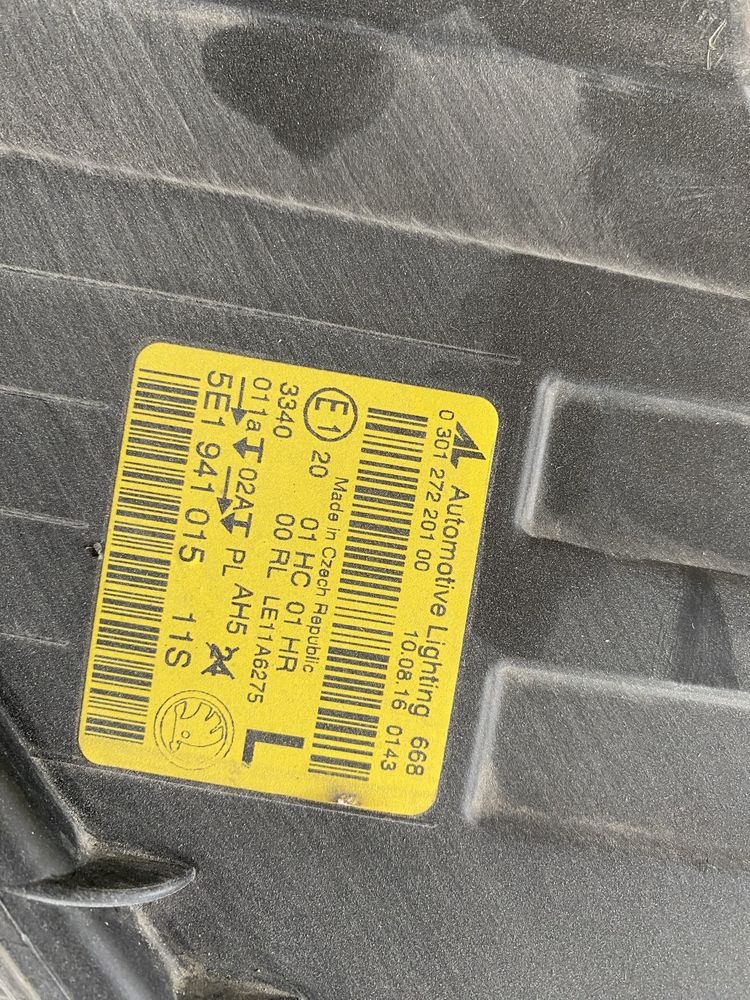 Automotive Lighting 668
0 301 272 201 00 10.08.16 0143
E1 20 Made in Czech Republic
3340 01 HC 01 HR
011a 02A 00 RL LE11A6275 L
PL AH5
5E1 941 015 11S